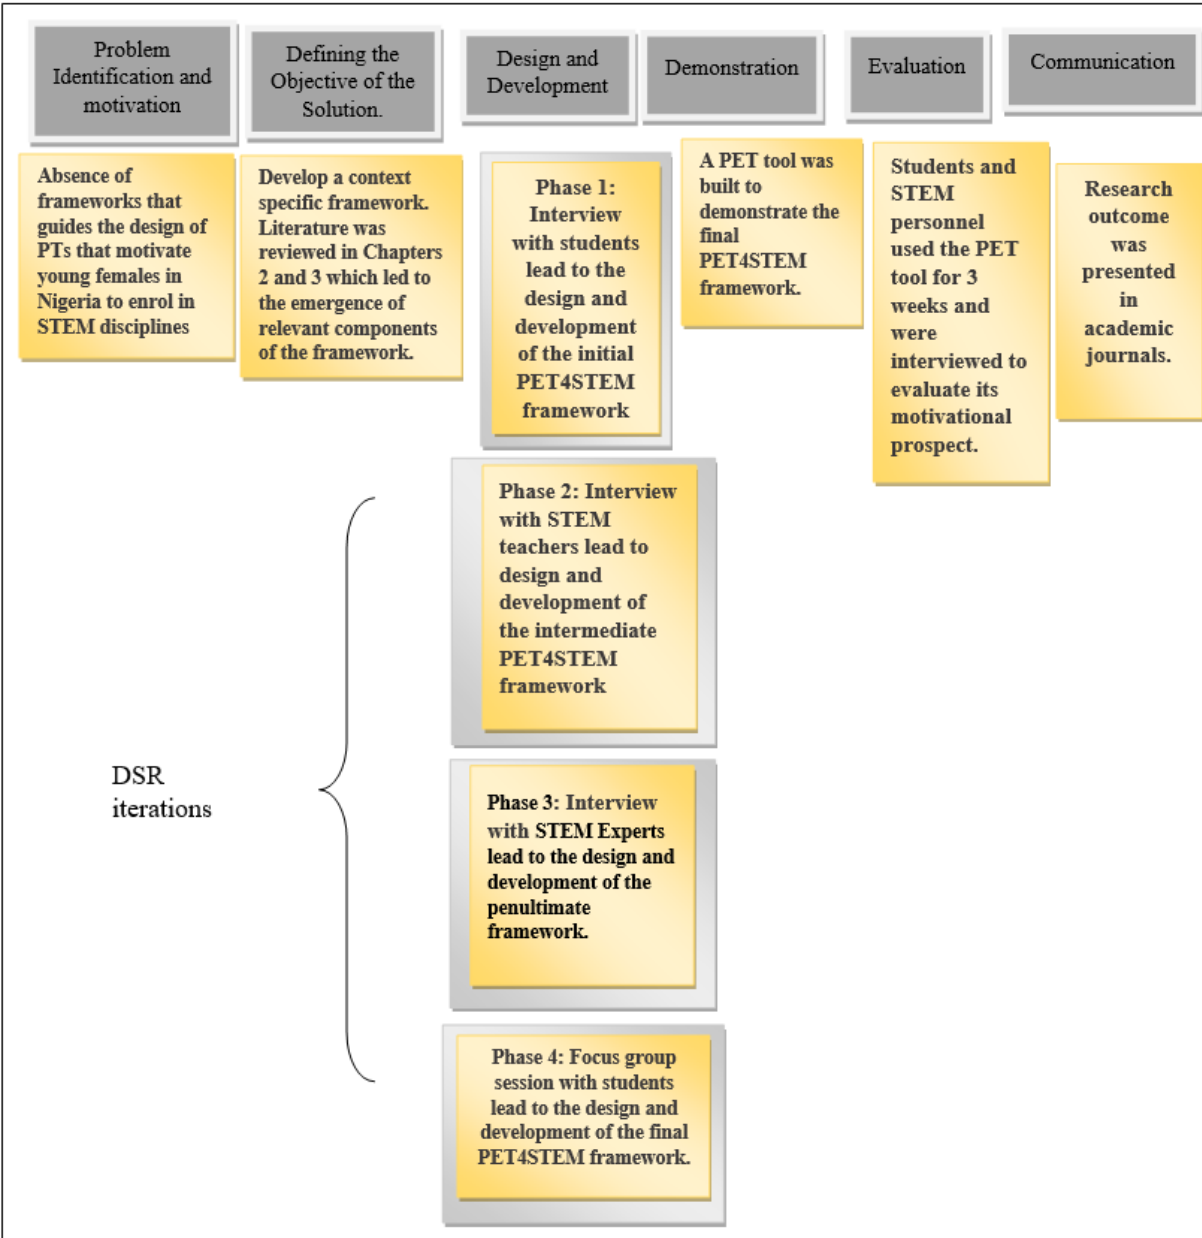 Problem
Identification and
motivation
Defining the
Objective of the
Solution.
Design and
Development
Demonstration
Evaluation
Communication
Absence of
frameworks that
guides the design of
PTs that motivate
young females in
Nigeria to enrol in
STEM disciplines
Develop a context
specific framework.
Literature was
reviewed in Chapters
2 and 3 which led to
the emergence of
relevant components
of the framework.
Phase 1:
Interview
with students
lead to the
design and
development
of the initial
PET4STEM
framework
A PET tool was
built to
demonstrate the
final
PET4STEM
framework.
Students and
STEM
personnel
used the PET
tool for 3
weeks and
were
interviewed to
evaluate its
motivational
prospect.
Research
outcome
was
presented
in
academic
journals.
Phase 2: Interview
with STEM
teachers lead to
design and
development of
the intermediate
PET4STEM
framework
DSR
iterations
Phase 3: Interview
with STEM Experts
lead to the design and
development of the
penultimate
framework.
Phase 4: Focus group
session with students
lead to the design and
development of the final
PET4STEM framework.